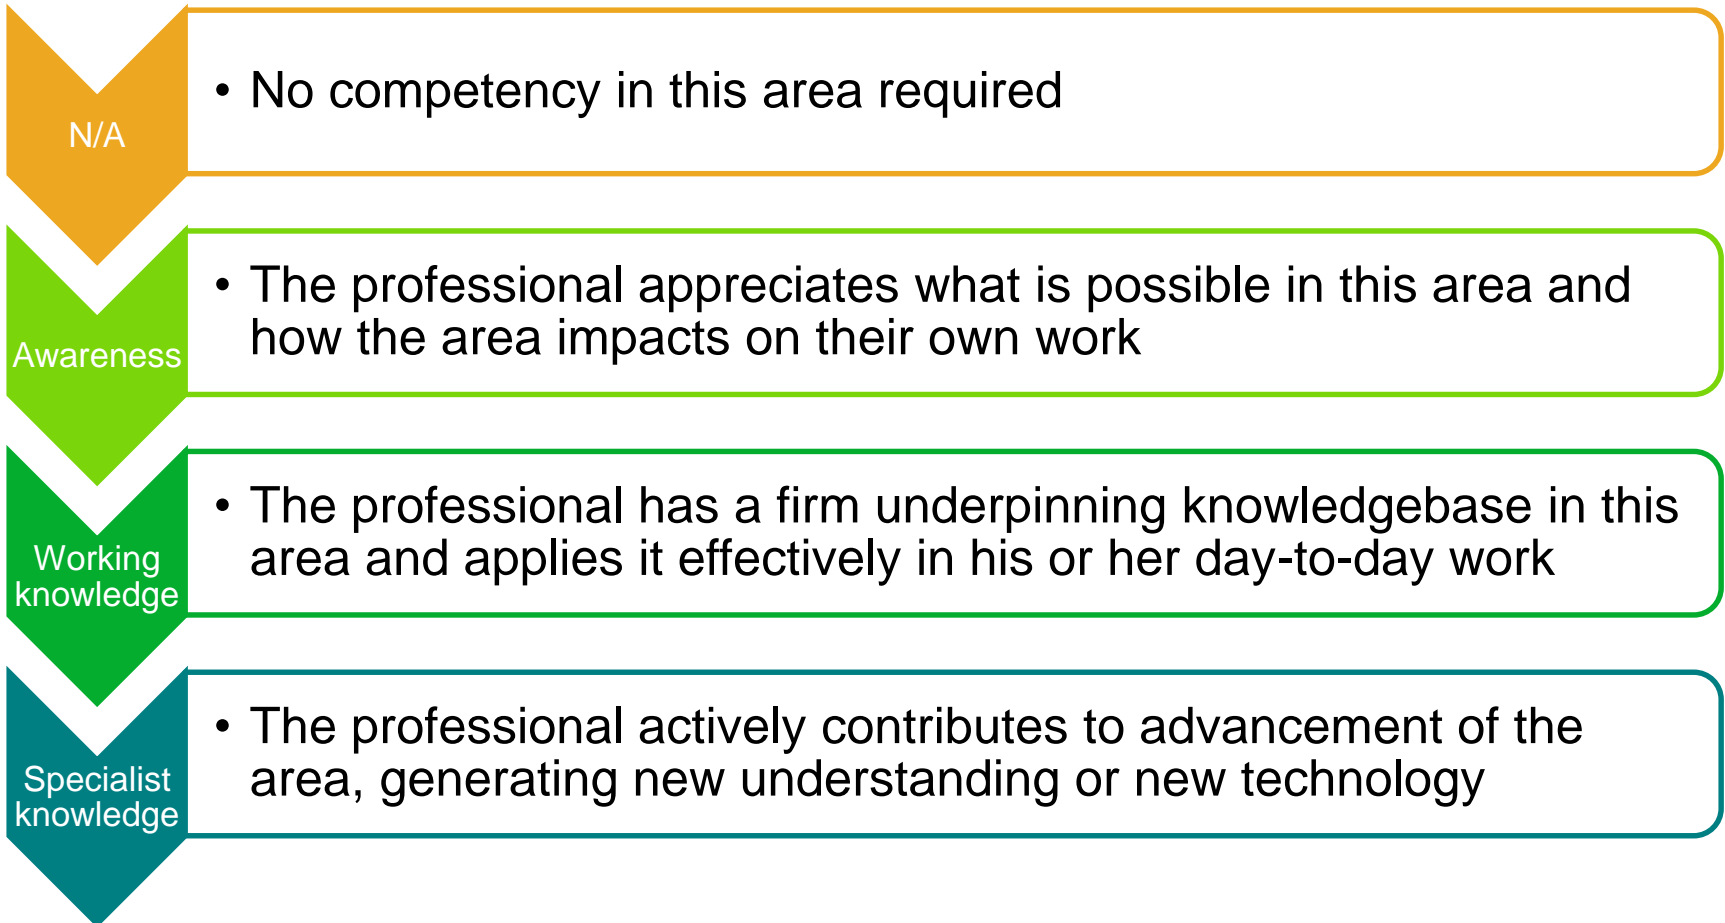 N/A
• No competency in this area required
Awareness
• The professional appreciates what is possible in this area and
how the area impacts on their own work
Working
knowledge
• The professional has a firm underpinning knowledgebase in this
area and applies it effectively in his or her day-to-day work
Specialist
knowledge
• The professional actively contributes to advancement of the
area, generating new understanding or new technology